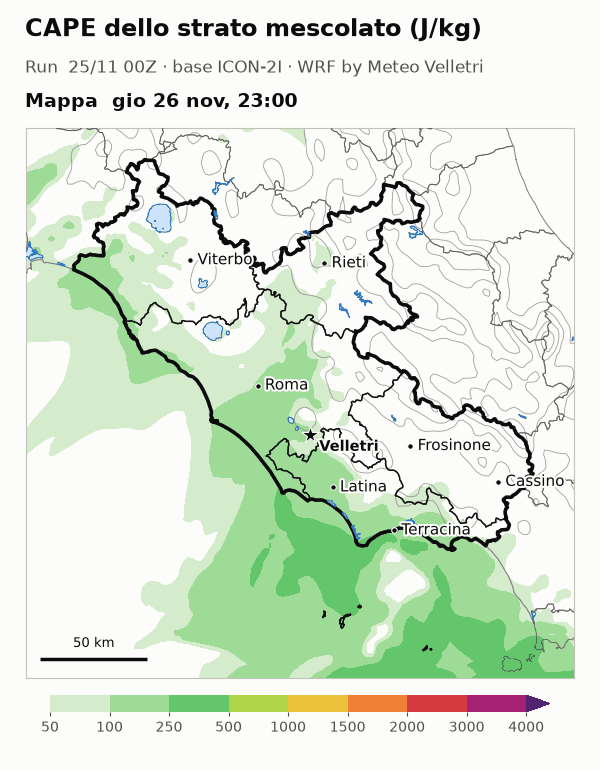 CAPE dello strato mescolato (J/kg)
Run  25/11 00Z · base ICON-2I · WRF by Meteo Velletri
Mappa  gio 26 nov, 23:00
Viterbo
Rieti
Roma
Velletri
Frosinone
Cassino
Latina
Terracina
50 km
50 100 250 500 1000 1500 2000 3000 4000